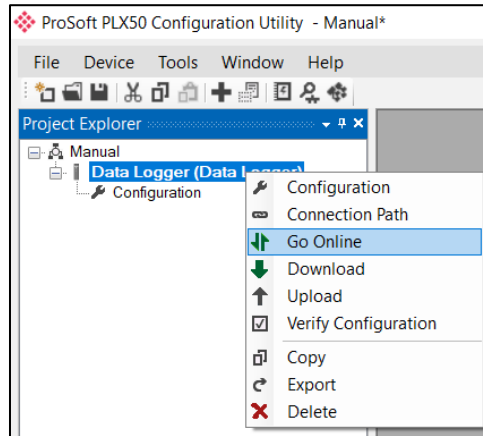 ProSoft PLX50 Configuration Utility - Manual*
File Device Tools Window Help
Project Explorer
Manual
Data Logger (Data Logger)
Configuration
Configuration
Connection Path
Go Online
Download
Upload
Verify Configuration
Copy
Export
Delete